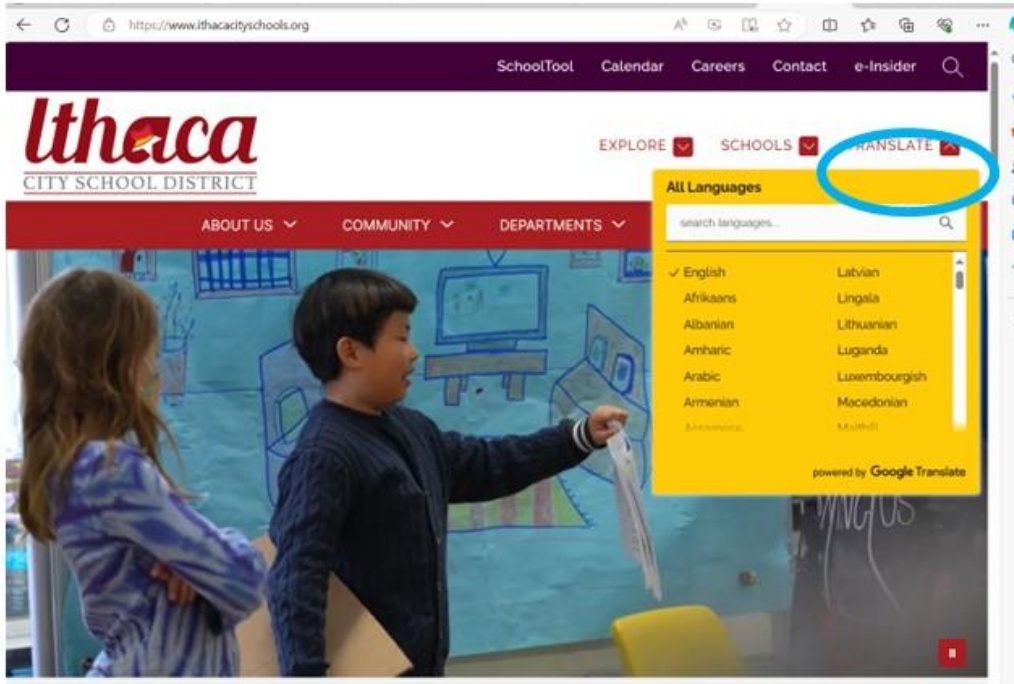 https://www.ithacacityschools.org
SchoolTool Calendar Careers Contact e-Insider
Ithaca
CITY SCHOOL DISTRICT
EXPLORE SCHOOLS TRANSLATE
All Languages
search languages...
ABOUT US COMMUNITY DEPARTMENTS
English Latvian
Afrikaans Lingala
Albanian Lithuanian
Amharic Luganda
Arabic Luxembourgish
Armenian Macedonian
Assamese Maithili
powered by Google Translate